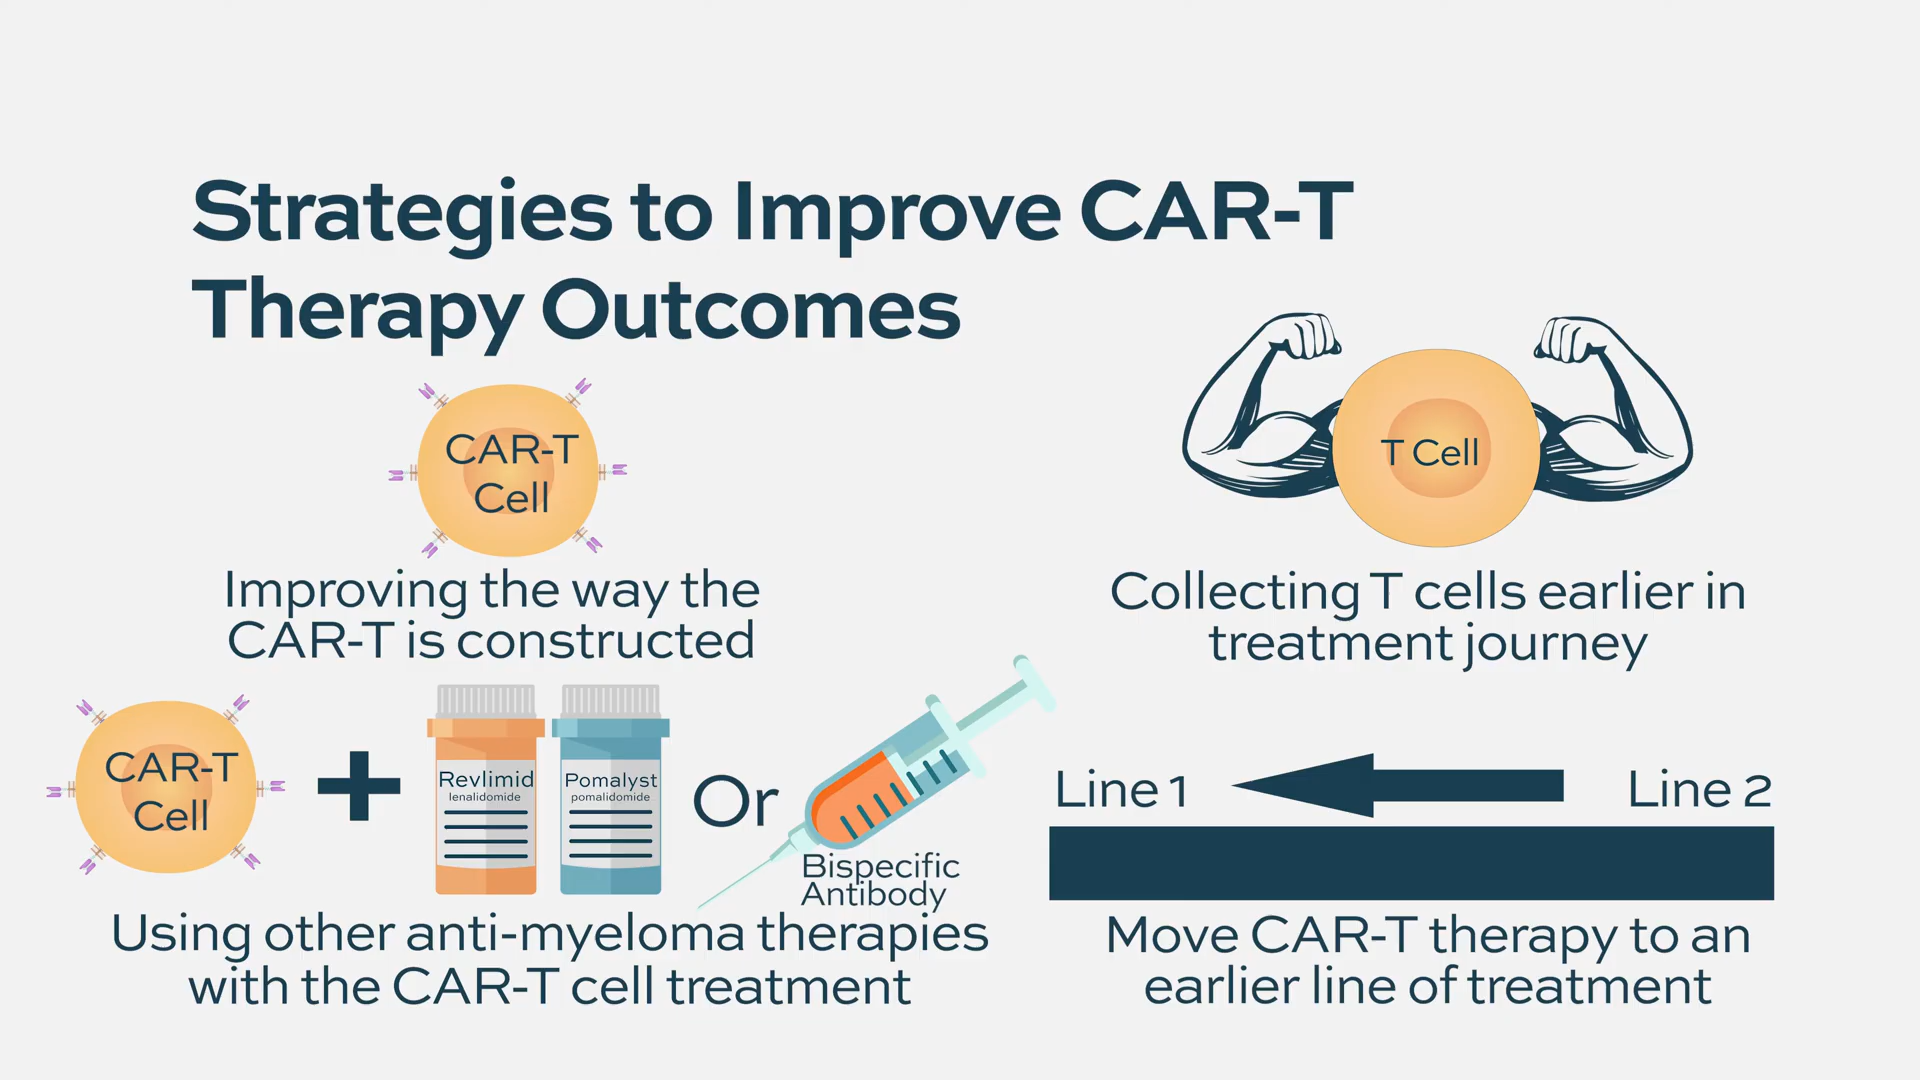 Strategies to Improve CAR-T
Therapy Outcomes
CAR-T
Cell
Improving the way the
CAR-T is constructed
T Cell
Collecting T cells earlier in
treatment journey
CAR-T
Cell
+
Revlimid
lenalidomide
Pomalyst
pomalidomide
Or
Bispecific
Antibody
Using other anti-myeloma therapies
with the CAR-T cell treatment
Line 1
Line 2
Move CAR-T therapy to an
earlier line of treatment